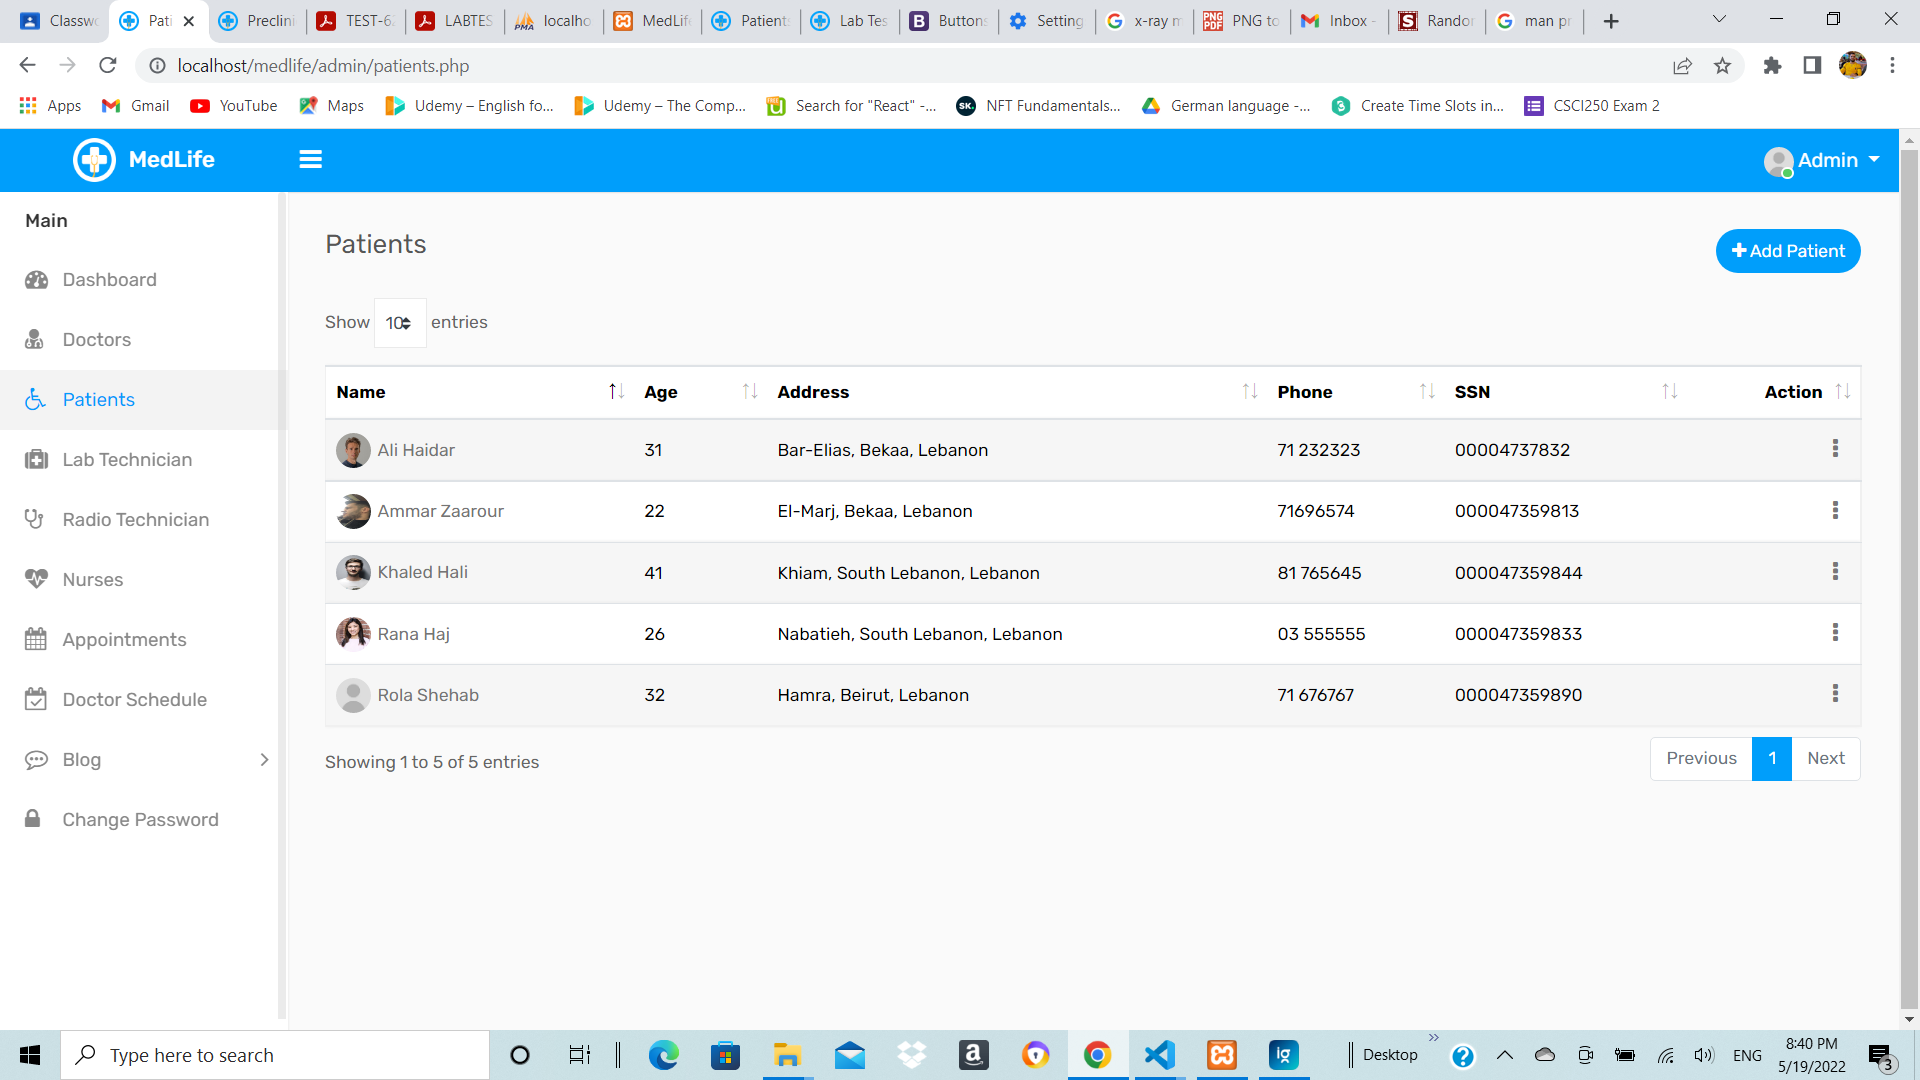 Classwo Pati Preclini TEST-62 LABTES localho MedLife Patients Lab Tes Buttons Setting x-ray m PNG to Inbox - Random man pr
localhost/medlife/admin/patients.php
Apps Gmail YouTube Maps Udemy – English fo... Udemy – The Comp... Search for "React" -... NFT Fundamentals... German language -... Create Time Slots in... CSCI250 Exam 2
MedLife Admin
Main
Dashboard
Doctors
Patients
Lab Technician
Radio Technician
Nurses
Appointments
Doctor Schedule
Blog
Change Password
Patients
Add Patient
Show 10 entries
Name Age Address Phone SSN Action
Ali Haidar 31 Bar-Elias, Bekaa, Lebanon 71 232323 00004737832
Ammar Zaarour 22 El-Marj, Bekaa, Lebanon 71696574 000047359813
Khaled Hali 41 Khiam, South Lebanon, Lebanon 81 765645 000047359844
Rana Haj 26 Nabatieh, South Lebanon, Lebanon 03 555555 000047359833
Rola Shehab 32 Hamra, Beirut, Lebanon 71 676767 000047359890
Showing 1 to 5 of 5 entries
Previous 1 Next
Type here to search
Desktop
ENG
8:40 PM
5/19/2022
3